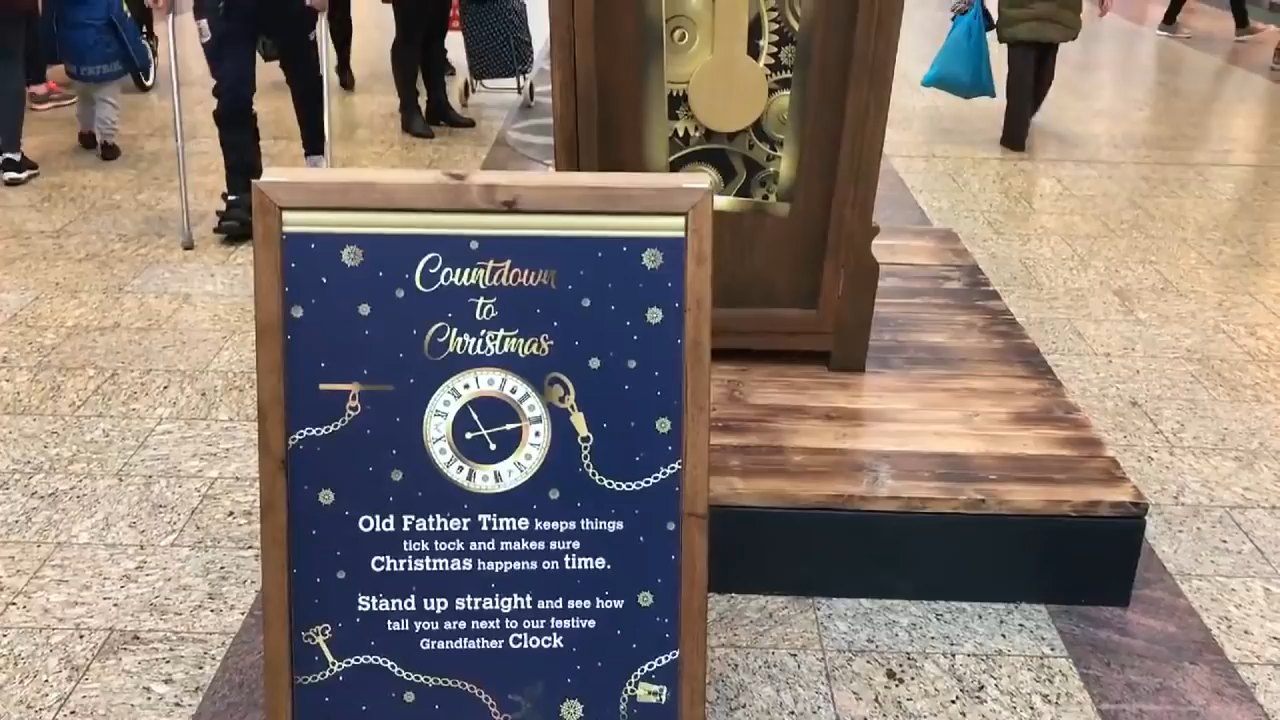 Countdown
to
Christmas
Old Father Time keeps things
tick tock and makes sure
Christmas happens on time.
Stand up straight and see how
tall you are next to our festive
Grandfather Clock